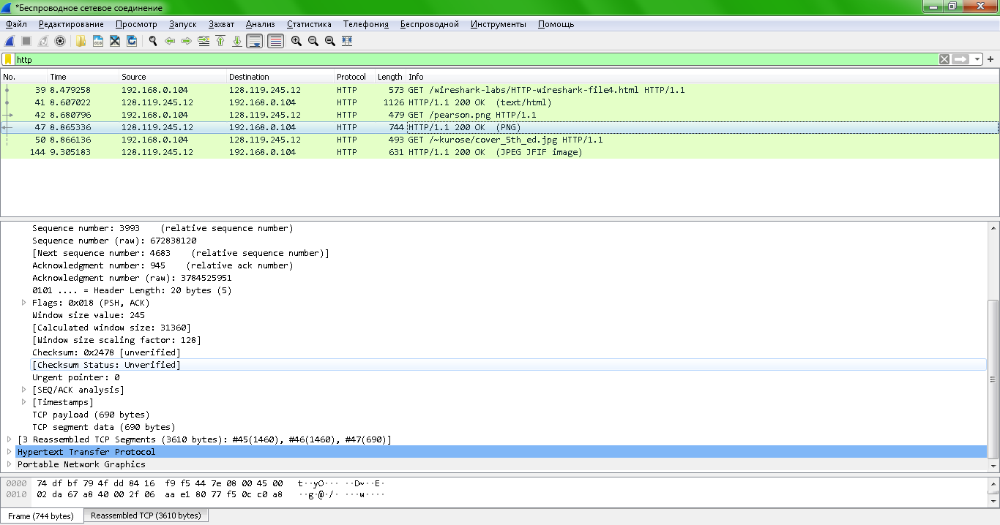 *Беспроводное сетевое соединение
Файл Редактирование Просмотр Запуск Захват Анализ Статистика Телефония Беспроводной Инструменты Помощь
http
No. Time Source Destination Protocol Length Info
39 8.479258 192.168.0.104 128.119.245.12 HTTP 573 GET /wireshark-labs/HTTP-wireshark-file4.html HTTP/1.1
41 8.607022 128.119.245.12 192.168.0.104 HTTP 1126 HTTP/1.1 200 OK (text/html)
42 8.680796 192.168.0.104 128.119.245.12 HTTP 479 GET /pearson.png HTTP/1.1
47 8.865336 128.119.245.12 192.168.0.104 HTTP 744 HTTP/1.1 200 OK (PNG)
50 8.866136 192.168.0.104 128.119.245.12 HTTP 493 GET /~kurose/cover_5th_ed.jpg HTTP/1.1
144 9.305183 128.119.245.12 192.168.0.104 HTTP 631 HTTP/1.1 200 OK (JPEG JFIF image)
Sequence number: 3993 (relative sequence number)
Sequence number (raw): 672838120
[Next sequence number: 4683 (relative sequence number)]
Acknowledgment number: 945 (relative ack number)
Acknowledgment number (raw): 3784525951
0101 .... = Header Length: 20 bytes (5)
Flags: 0x018 (PSH, ACK)
Window size value: 245
[Calculated window size: 31360]
[Window size scaling factor: 128]
Checksum: 0x2478 [unverified]
[Checksum Status: Unverified]
Urgent pointer: 0
[SEQ/ACK analysis]
[Timestamps]
TCP payload (690 bytes)
TCP segment data (690 bytes)
[3 Reassembled TCP Segments (3610 bytes): #45(1460), #46(1460), #47(690)]
Hypertext Transfer Protocol
Portable Network Graphics
0000 74 df bf 79 4f dd 84 16 f9 f5 44 7e 08 00 45 00 t··yO··· ··D~··E·
0010 02 da 67 a8 40 00 2f 06 aa e1 80 77 f5 0c c0 a8 ··g·@·/· ···w····
Frame (744 bytes) Reassembled TCP (3610 bytes)